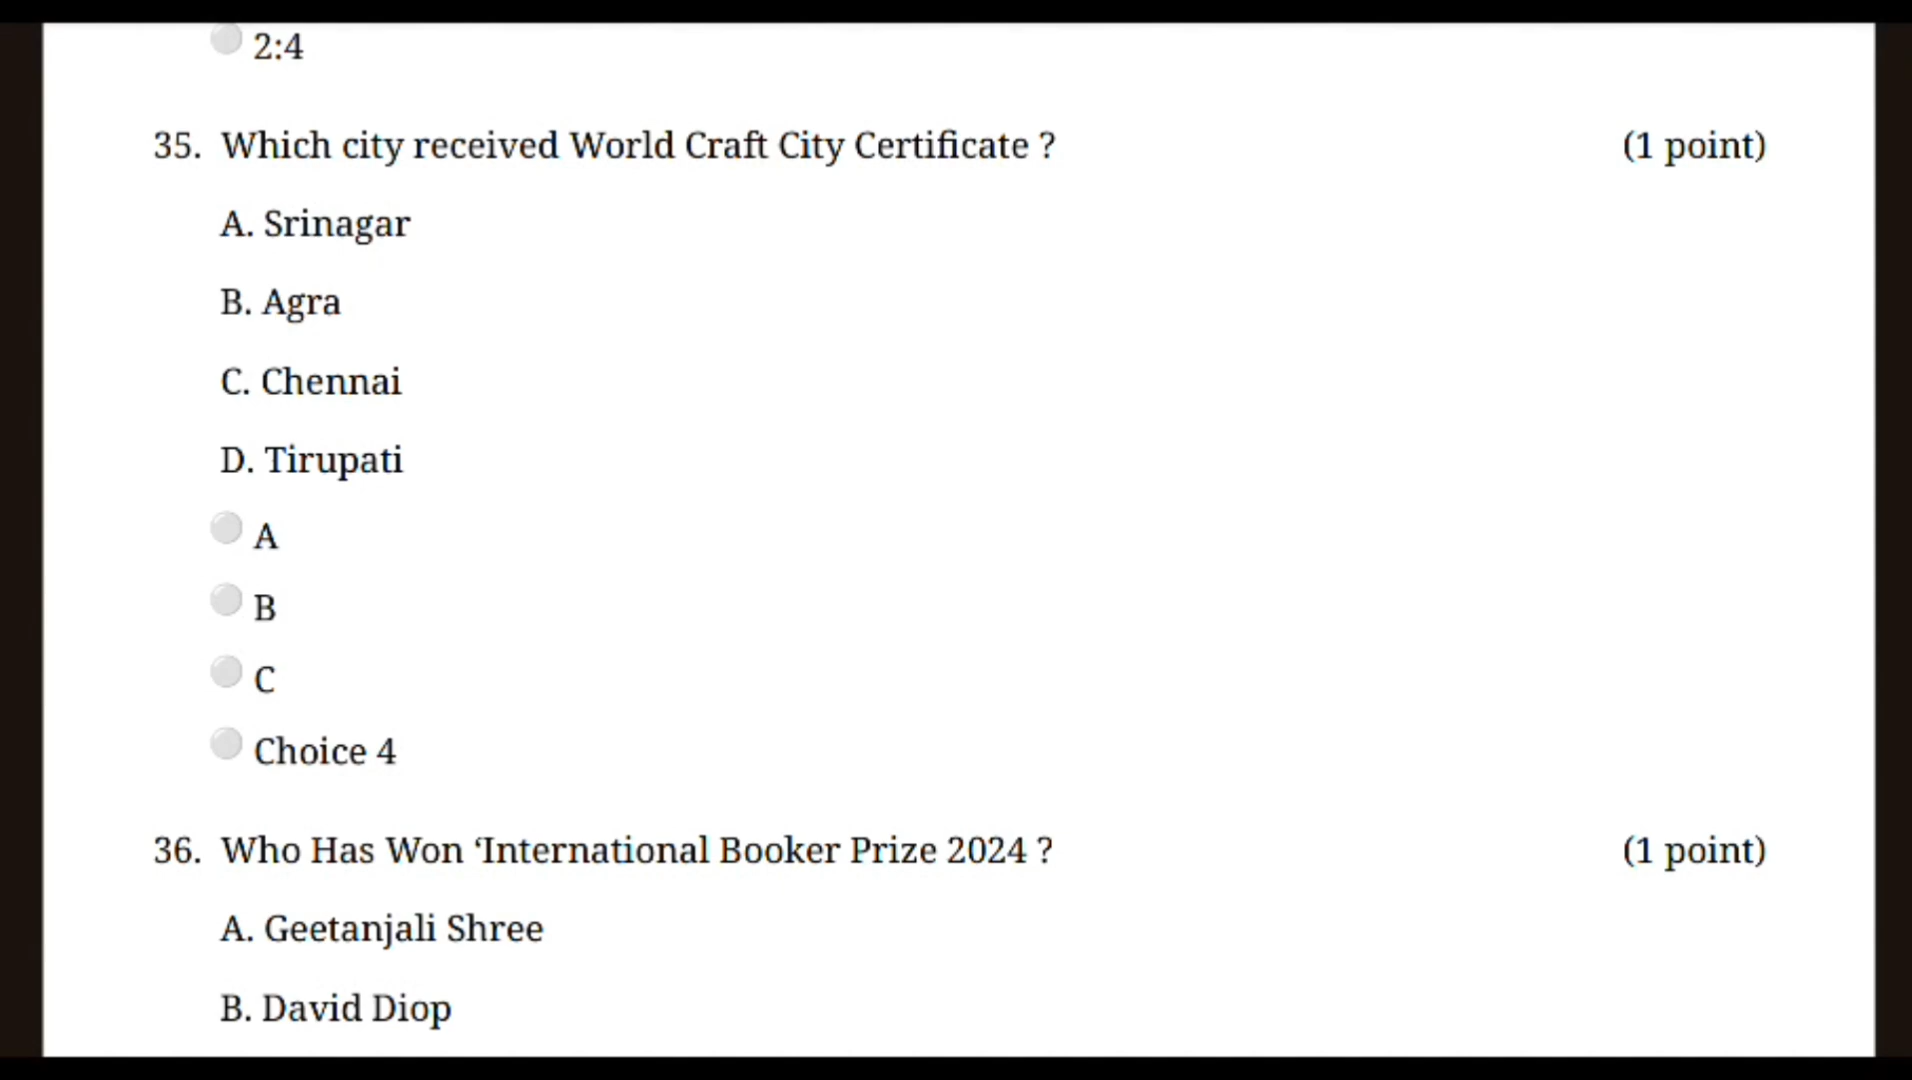 2:4
35. Which city received World Craft City Certificate ? (1 point)
A. Srinagar
B. Agra
C. Chennai
D. Tirupati
A
B
C
Choice 4
36. Who Has Won ‘International Booker Prize 2024 ? (1 point)
A. Geetanjali Shree
B. David Diop